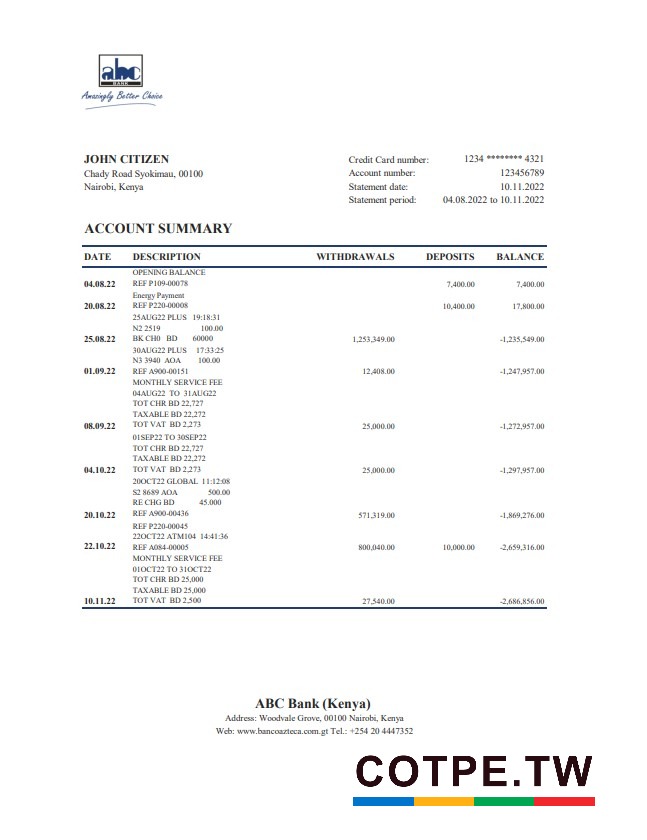 abc
BANK
Amazingly Better Choice
JOHN CITIZEN
Chady Road Syokimau, 00100
Nairobi, Kenya
Credit Card number: 1234 ******** 4321
Account number: 123456789
Statement date: 10.11.2022
Statement period: 04.08.2022 to 10.11.2022
ACCOUNT SUMMARY
DATE DESCRIPTION WITHDRAWALS DEPOSITS BALANCE
OPENING BALANCE
04.08.22 REF P109-00078 7,400.00 7,400.00
Energy Payment
20.08.22 REF P220-00008 10,400.00 17,800.00
25AUG22 PLUS 19:18:31
N2 2519 100.00
25.08.22 BK CH0 BD 60000 1,253,349.00 -1,235,549.00
30AUG22 PLUS 17:33:25
N3 3940 AOA 100.00
01.09.22 REF A900-00151 12,408.00 -1,247,957.00
MONTHLY SERVICE FEE
04AUG22 TO 31AUG22
TOT CHR BD 22,727
TAXABLE BD 22,272
08.09.22 TOT VAT BD 2,273 25,000.00 -1,272,957.00
01SEP22 TO 30SEP22
TOT CHR BD 22,727
TAXABLE BD 22,272
04.10.22 TOT VAT BD 2,273 25,000.00 -1,297,957.00
20OCT22 GLOBAL 11:12:08
S2 8689 AOA 500.00
RE CHG BD 45.000
20.10.22 REF A900-00436 571,319.00 -1,869,276.00
REF P220-00045
22OCT22 ATM104 14:41:36
22.10.22 REF A084-00005 800,040.00 10,000.00 -2,659,316.00
MONTHLY SERVICE FEE
01OCT22 TO 31OCT22
TOT CHR BD 25,000
TAXABLE BD 25,000
10.11.22 TOT VAT BD 2,500 27,540.00 -2,686,856.00
ABC Bank (Kenya)
Address: Woodvale Grove, 00100 Nairobi, Kenya
Web: www.bancoazteca.com.gt Tel.: +254 20 4447352
COTPE.TW